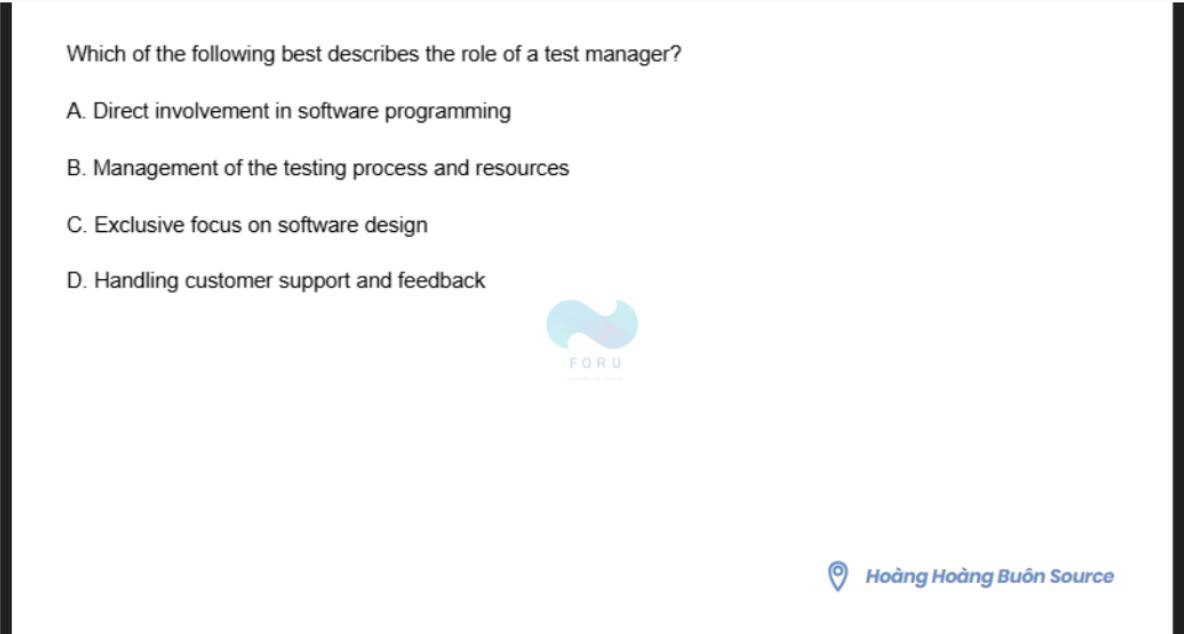 Which of the following best describes the role of a test manager?
A. Direct involvement in software programming
B. Management of the testing process and resources
C. Exclusive focus on software design
D. Handling customer support and feedback
FORU
Hoàng Hoàng Buôn Source